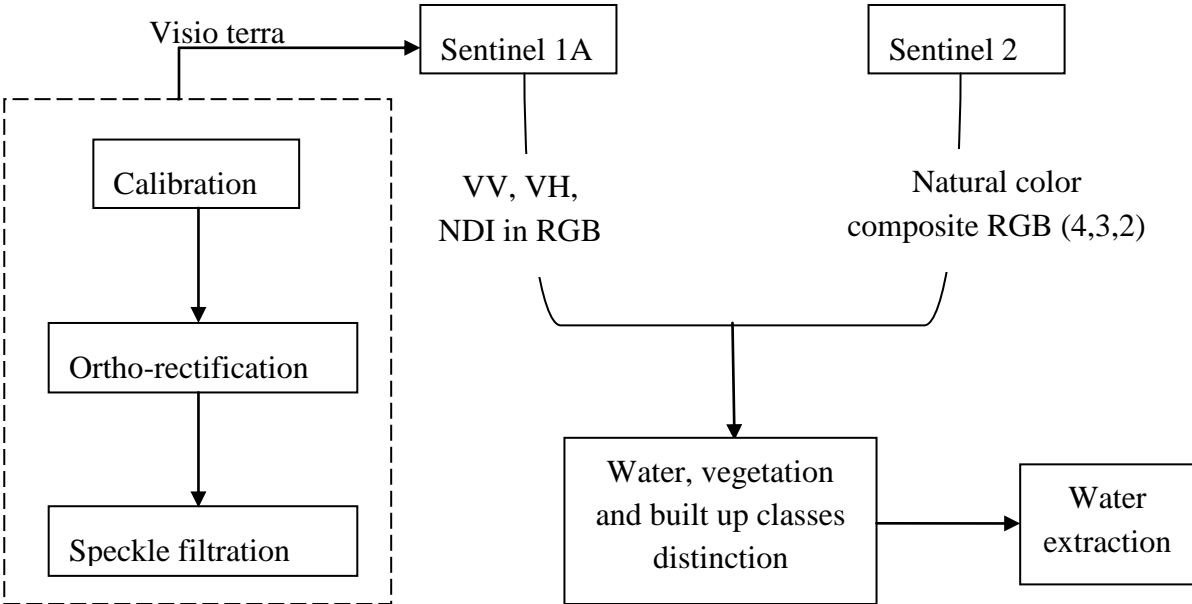 Visio terra
Sentinel 1A
Sentinel 2
Calibration
VV, VH,
NDI in RGB
Natural color
composite RGB (4,3,2)
Ortho-rectification
Speckle filtration
Water, vegetation
and built up classes
distinction
Water
extraction